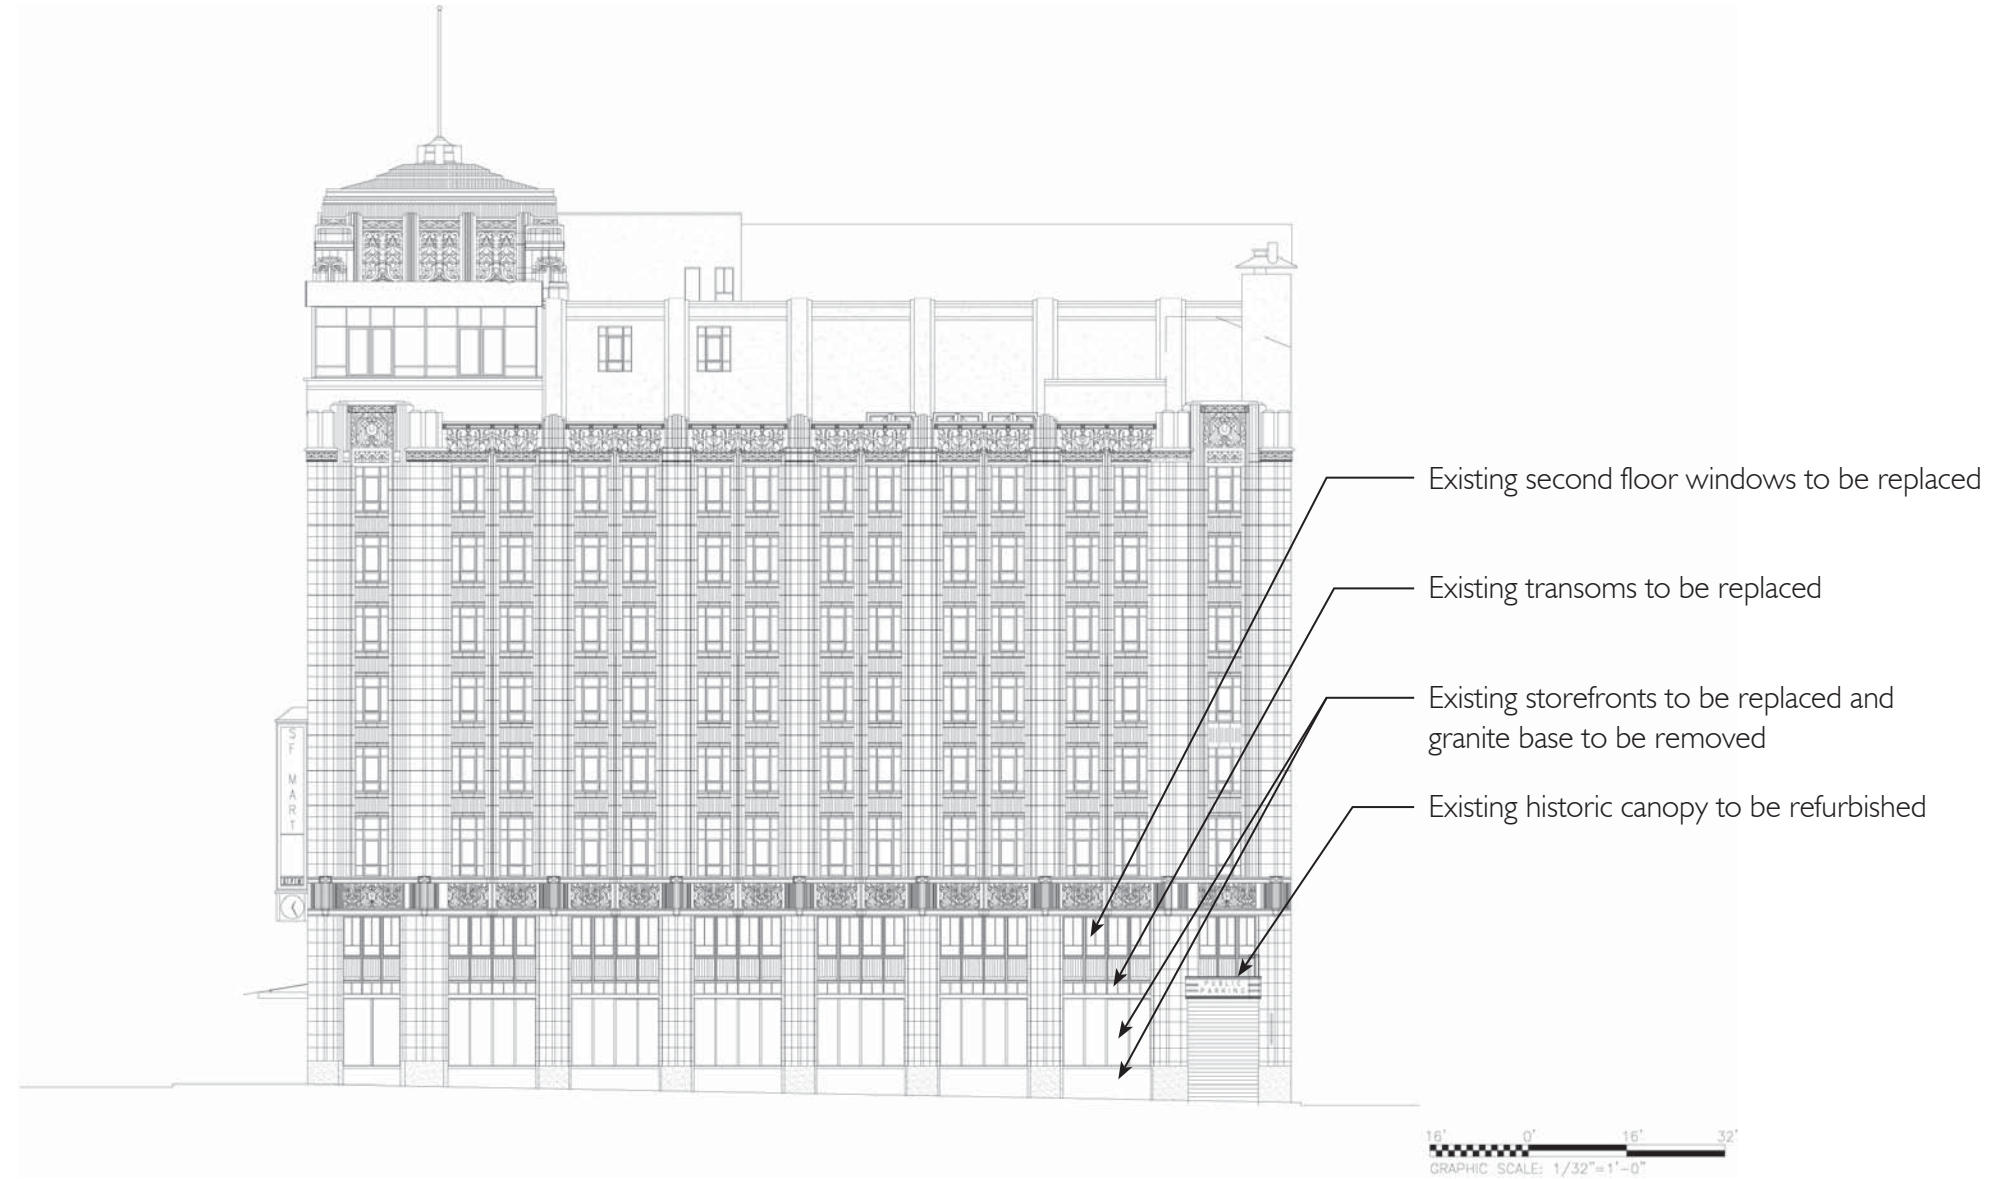 Existing second floor windows to be replaced
Existing transoms to be replaced
Existing storefronts to be replaced and
granite base to be removed
Existing historic canopy to be refurbished
SF MART
PUBLIC
PARKING
16' 0' 16' 32'
GRAPHIC SCALE: 1/32"=1'-0"